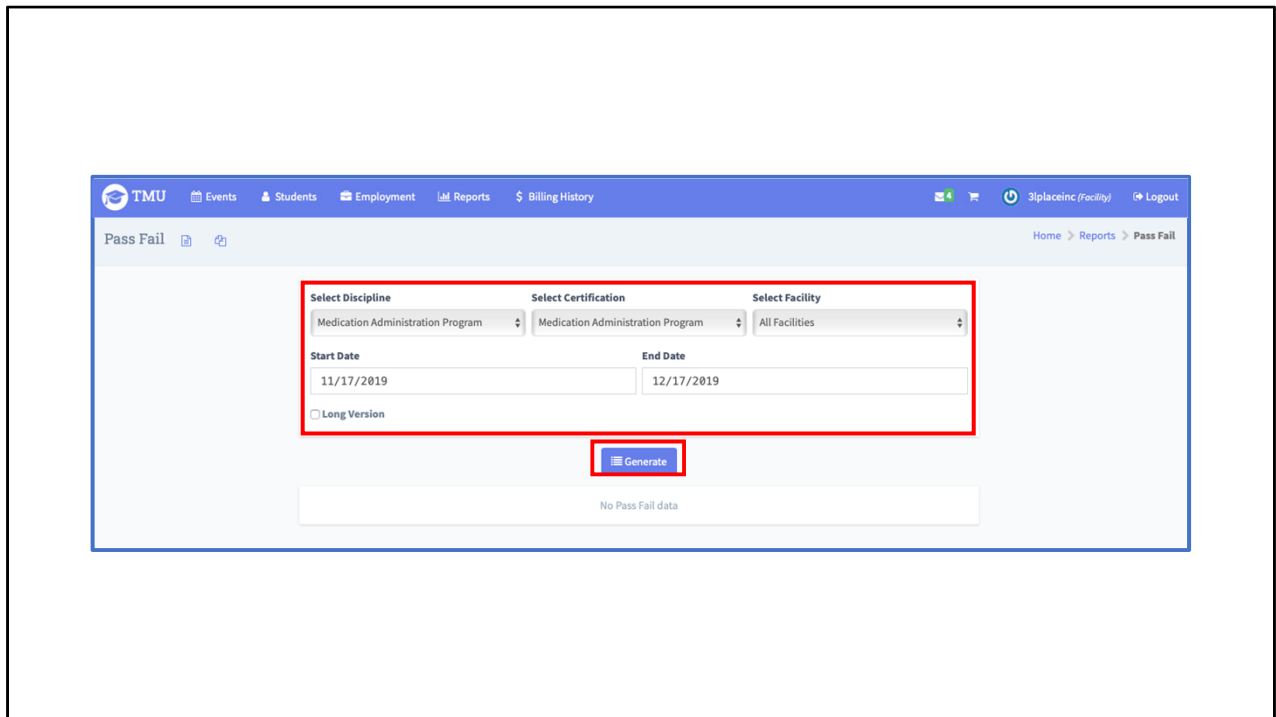 TMU Events Students Employment Reports $ Billing History 4 3lplaceinc (Facility) Logout
Pass Fail Home > Reports > Pass Fail
Select Discipline Select Certification Select Facility
Medication Administration Program Medication Administration Program All Facilities
Start Date End Date
11/17/2019 12/17/2019
Long Version
Generate
No Pass Fail data